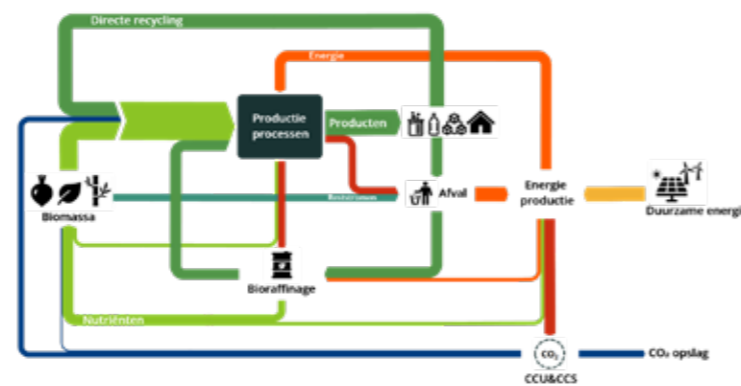 Directe recycling
Energie
Productie
processen
Producten
Biomassa
Reststromen
Afval
Energie
productie
Duurzame energi
Bioraffinage
Nutriënten
CO₂
CO₂ opslag
CCU&CCS